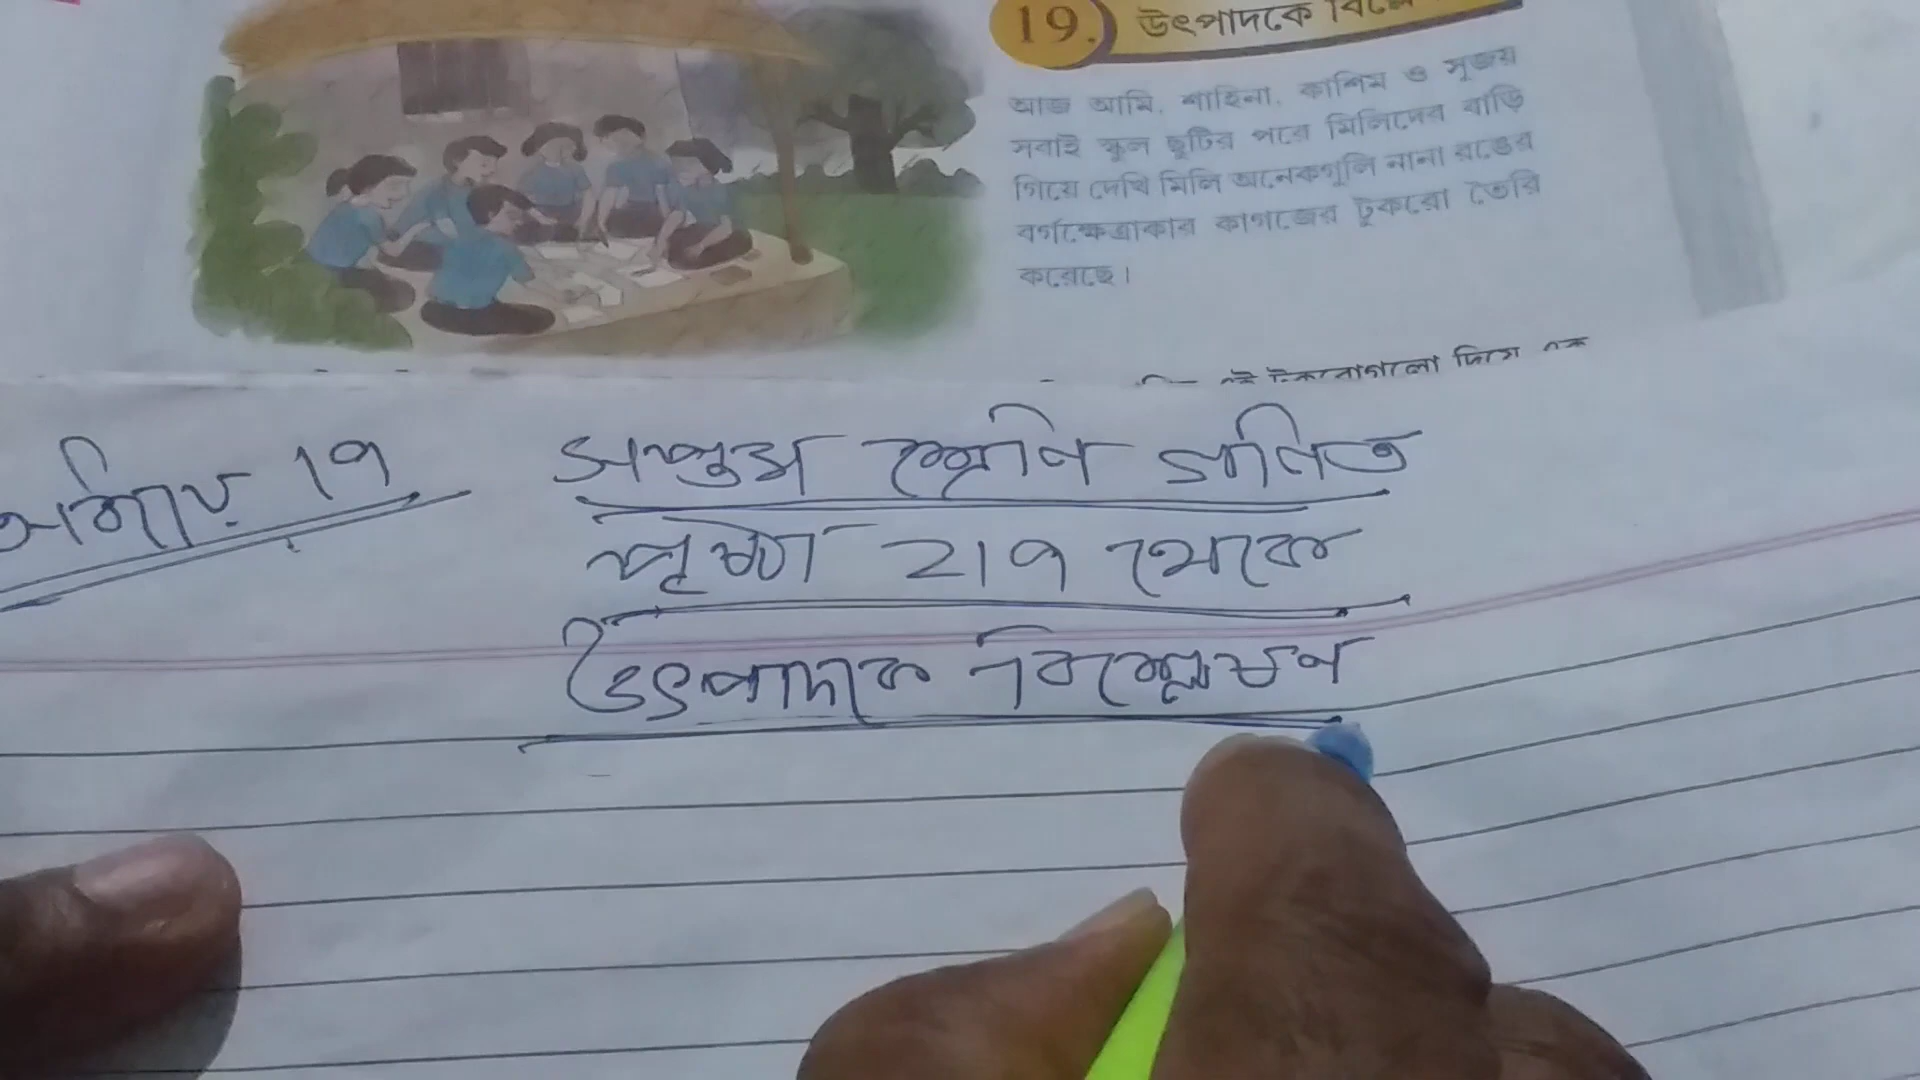 19. উৎপাদকে
আজ আমি, শাহিনা, কাশিম ও সুজয়
সবাই স্কুল ছুটির পরে মিলিদের বাড়ি
গিয়ে দেখি মিলি অনেকগুলি নানা রঙের
বর্গক্ষেত্রাকার কাগজের টুকরো তৈরি
করেছে।
সপ্তম শ্রেণি গণিত
অধ্যায় 19
পৃষ্ঠা 219 থেকে
উৎপাদকে বিশ্লেষণ